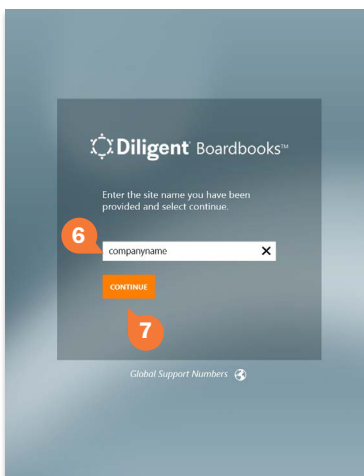 Diligent Boardbooks™
Enter the site name you have been
provided and select continue.
6
companyname
CONTINUE
7
Global Support Numbers